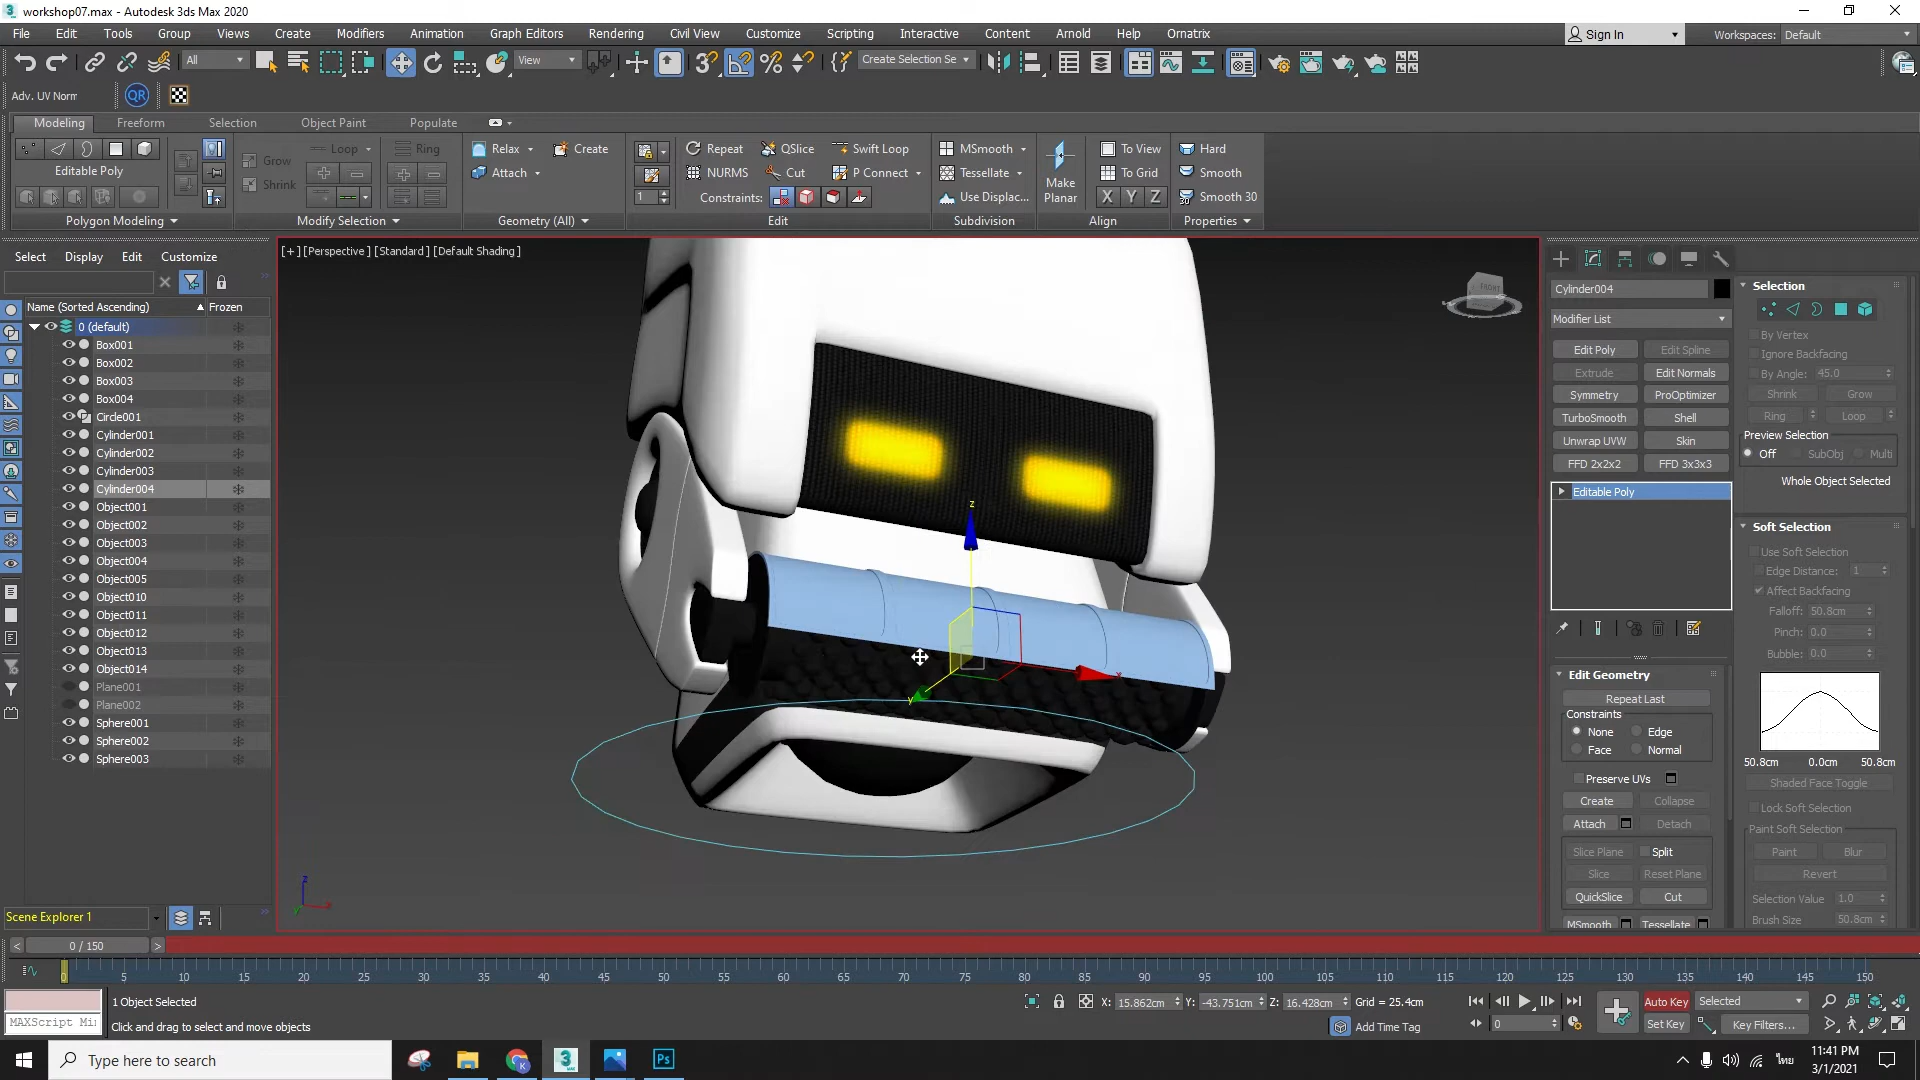 workshop07.max - Autodesk 3ds Max 2020
File Edit Tools Group Views Create Modifiers Animation Graph Editors Rendering Civil View Customize Scripting Interactive Content Arnold Help Ornatrix Sign In Workspaces: Default
All View Create Selection Se
Adv. UV Norm QR
Modeling Freeform Selection Object Paint Populate
Loop Ring Relax Create Repeat QSlice Swift Loop MSmooth To View Hard
Editable Poly Grow Attach NURMS Cut P Connect Tessellate Make Planar To Grid Smooth
Shrink 1 Constraints: Use Displac... X Y Z Smooth 30
Polygon Modeling Modify Selection Geometry (All) Edit Subdivision Align Properties
Select Display Edit Customize
Name (Sorted Ascending) Frozen
0 (default)
Box001
Box002
Box003
Box004
Circle001
Cylinder001
Cylinder002
Cylinder003
Cylinder004
Object001
Object002
Object003
Object004
Object005
Object010
Object011
Object012
Object013
Object014
Plane001
Plane002
Sphere001
Sphere002
Sphere003
Scene Explorer 1
[+] [Perspective] [Standard] [Default Shading]
FRONT
z
x
y
z
x
y
Cylinder004
Modifier List
Edit Poly Edit Spline
Extrude Edit Normals
Symmetry ProOptimizer
TurboSmooth Shell
Unwrap UVW Skin
FFD 2x2x2 FFD 3x3x3
Editable Poly
Edit Geometry
Repeat Last
Constraints
None Edge
Face Normal
Preserve UVs
Create Collapse
Attach Detach
Slice Plane Split
Slice Reset Plane
QuickSlice Cut
MSmooth Tessellate
Selection
By Vertex
Ignore Backfacing
By Angle: 45.0
Shrink Grow
Ring Loop
Preview Selection
Off SubObj Multi
Whole Object Selected
Soft Selection
Use Soft Selection
Edge Distance: 1
Affect Backfacing
Falloff: 50.8cm
Pinch: 0.0
Bubble: 0.0
50.8cm 0.0cm 50.8cm
Shaded Face Toggle
Lock Soft Selection
Paint Soft Selection
Paint Blur
Revert
Selection Value 1.0
Brush Size 50.8cm
0 / 150
0 5 10 15 20 25 30 35 40 45 50 55 60 65 70 75 80 85 90 95 100 105 110 115 120 125 130 135 140 145 150
1 Object Selected X: 15.862cm Y: -43.751cm Z: 16.428cm Grid = 25.4cm Auto Key Selected
MAXScript Mi Click and drag to select and move objects Add Time Tag 0 Set Key Key Filters...
Type here to search Ps ไทย 11:41 PM
3/1/2021